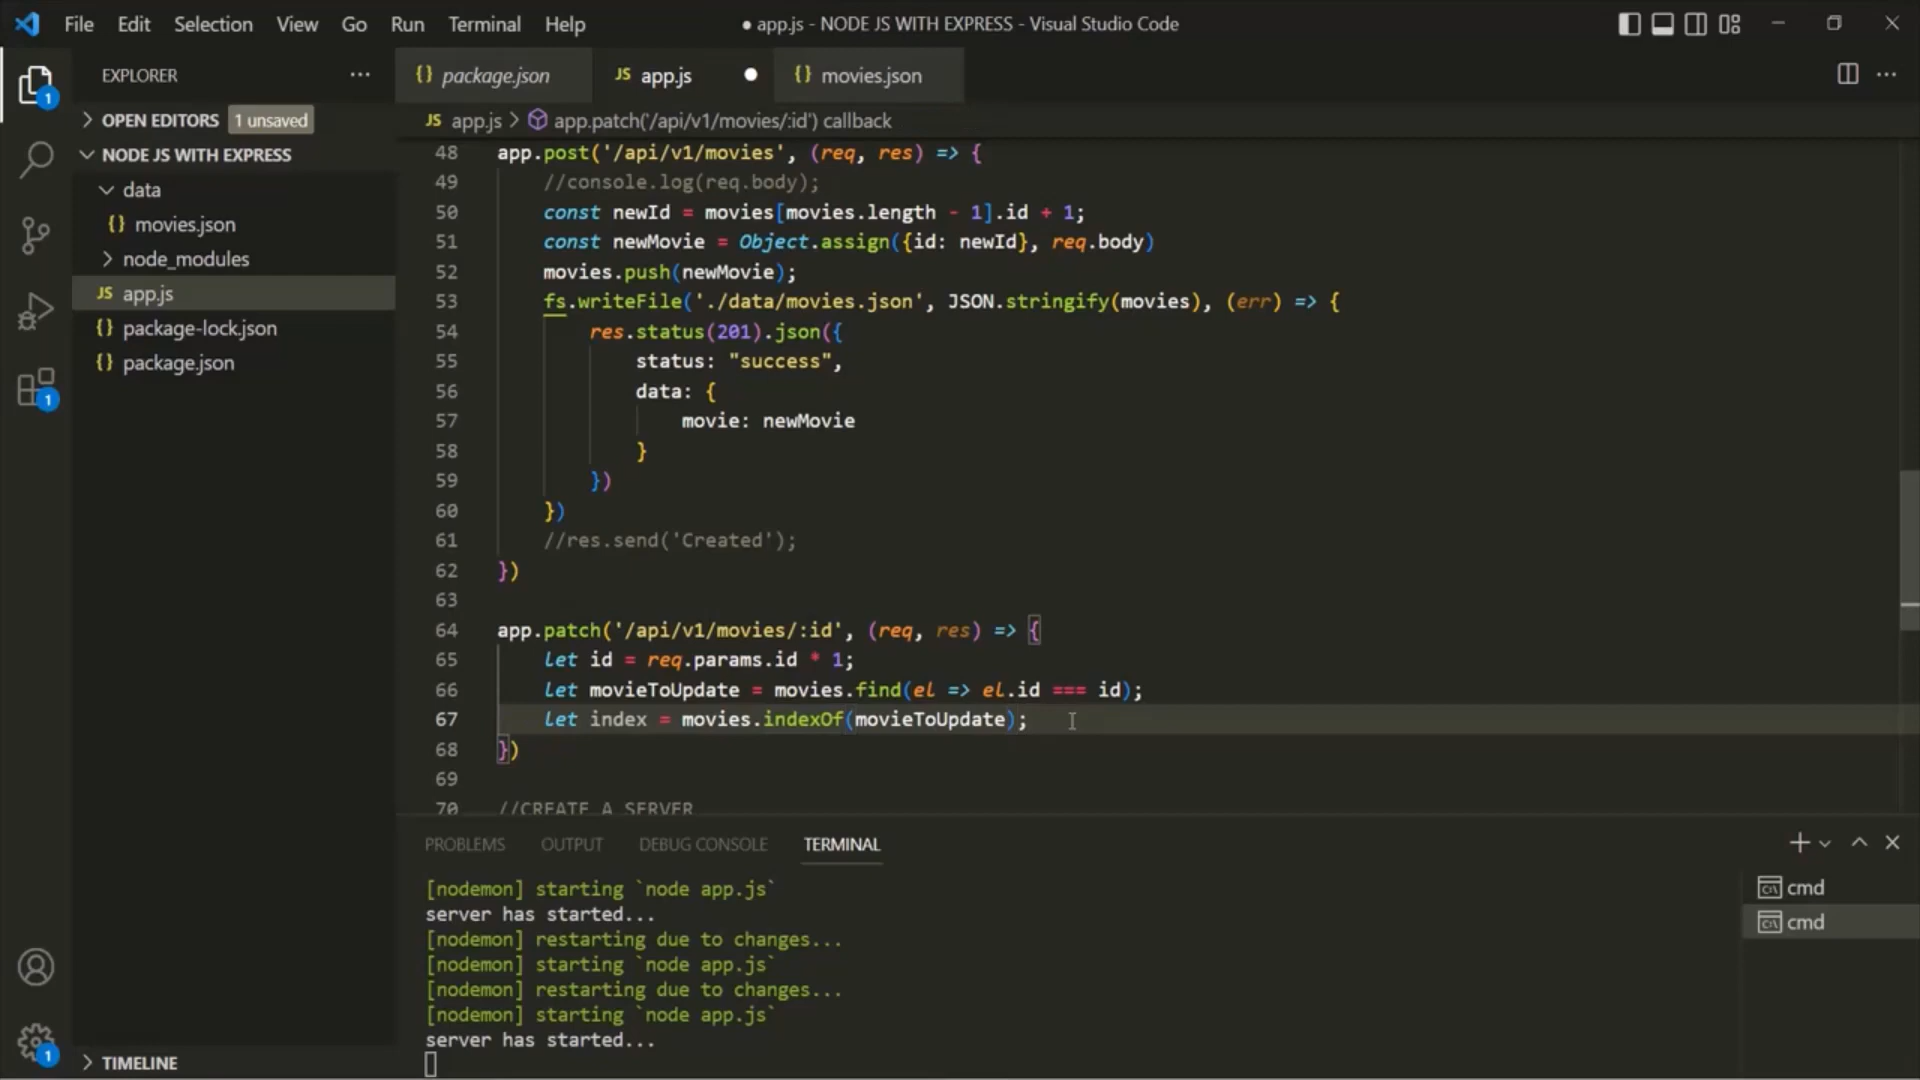 File Edit Selection View Go Run Terminal Help
● app.js - NODE JS WITH EXPRESS - Visual Studio Code
EXPLORER ···
{} package.json
JS app.js ●
{} movies.json
···
> OPEN EDITORS 1 unsaved
JS app.js > app.patch('/api/v1/movies/:id') callback
NODE JS WITH EXPRESS
data
{} movies.json
> node_modules
JS app.js
{} package-lock.json
{} package.json
1
1
1
> TIMELINE
48 app.post('/api/v1/movies', (req, res) => {
49 //console.log(req.body);
50 const newId = movies[movies.length - 1].id + 1;
51 const newMovie = Object.assign({id: newId}, req.body)
52 movies.push(newMovie);
53 fs.writeFile('./data/movies.json', JSON.stringify(movies), (err) => {
54 res.status(201).json({
55 status: "success",
56 data: {
57 movie: newMovie
58 }
59 })
60 })
61 //res.send('Created');
62 })
63
64 app.patch('/api/v1/movies/:id', (req, res) => {
65 let id = req.params.id * 1;
66 let movieToUpdate = movies.find(el => el.id === id);
67 let index = movies.indexOf(movieToUpdate);
68 })
69
70 //CREATE A SERVER
PROBLEMS OUTPUT DEBUG CONSOLE TERMINAL
[nodemon] starting `node app.js`
server has started...
[nodemon] restarting due to changes...
[nodemon] starting `node app.js`
[nodemon] restarting due to changes...
[nodemon] starting `node app.js`
server has started...
cmd
cmd